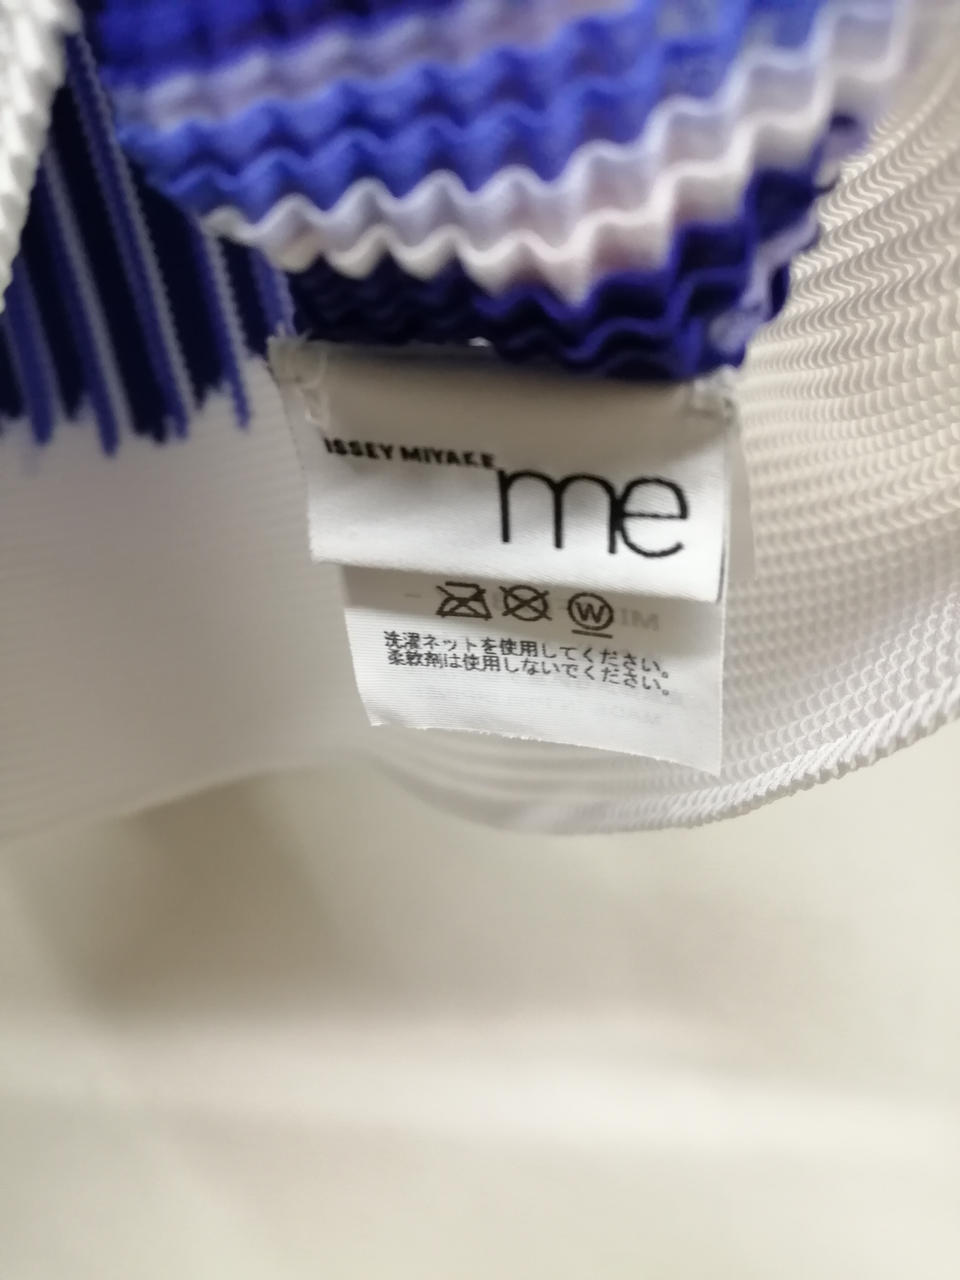 ISSEY MIYAKE
me
W
洗濯ネットを使用してください。
柔軟剤は使用しないでください。